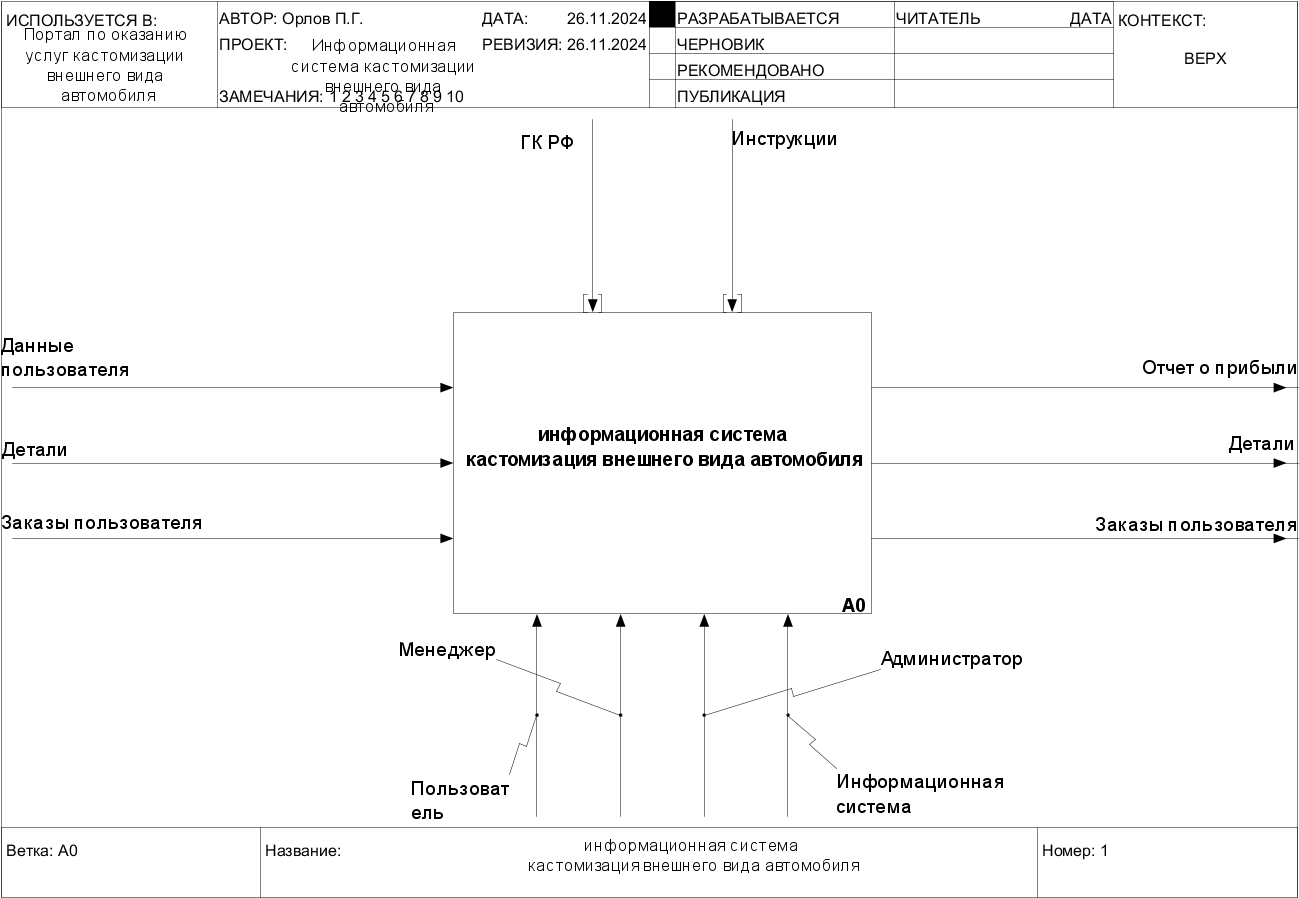 ИСПОЛЬЗУЕТСЯ В:
Портал по оказанию
услуг кастомизации
внешнего вида
автомобиля
АВТОР: Орлов П.Г.
ДАТА: 26.11.2024
ПРОЕКТ: Информационная
система кастомизации
внешнего вида
автомобиля
РЕВИЗИЯ: 26.11.2024
ЗАМЕЧАНИЯ: 1 2 3 4 5 6 7 8 9 10
РАЗРАБАТЫВАЕТСЯ
ЧЕРНОВИК
РЕКОМЕНДОВАНО
ПУБЛИКАЦИЯ
ЧИТАТЕЛЬ ДАТА
КОНТЕКСТ:
ВЕРХ
ГК РФ
Инструкции
Данные
пользователя
Детали
Заказы пользователя
информационная система
кастомизация внешнего вида автомобиля
A0
Отчет о прибыли
Детали
Заказы пользователя
Менеджер
Администратор
Пользоват
ель
Информационная
система
Ветка: A0
Название:
информационная система
кастомизация внешнего вида автомобиля
Номер: 1